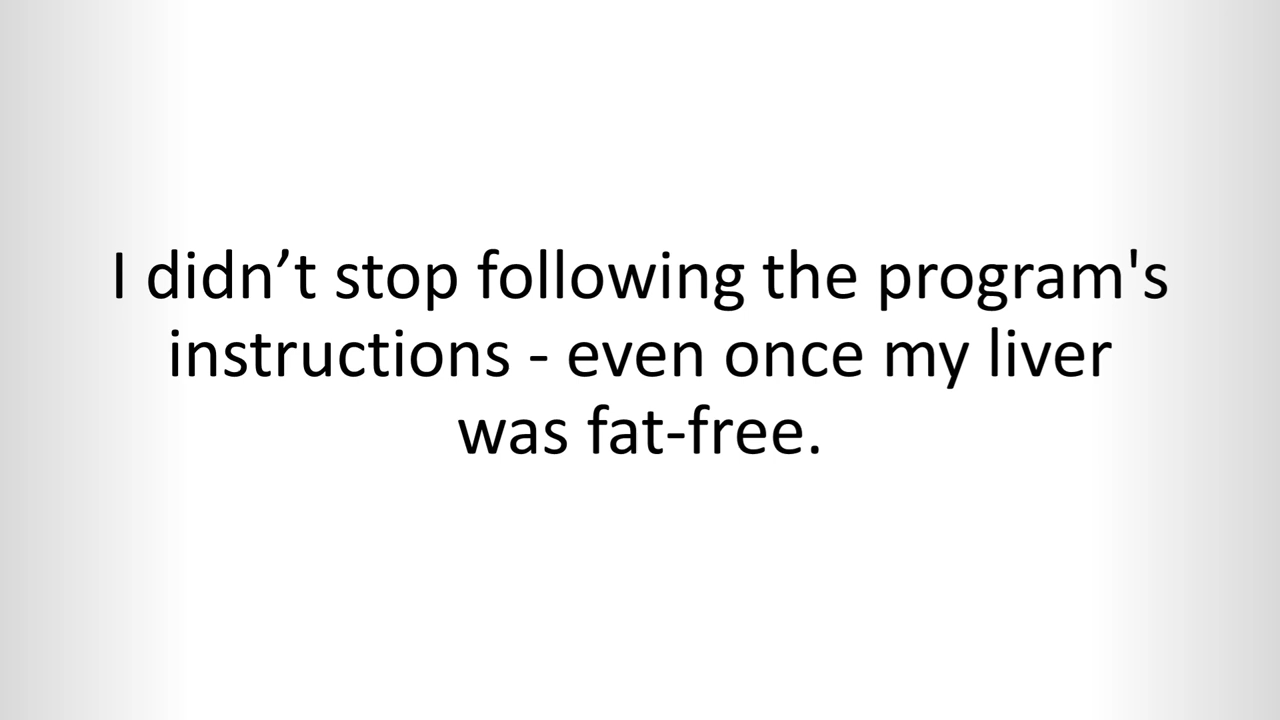 I didn’t stop following the program's
instructions - even once my liver
was fat-free.